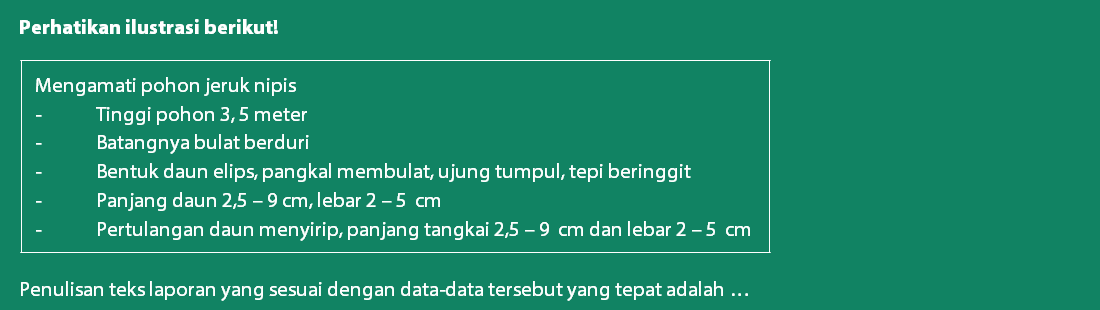 Perhatikan ilustrasi berikut!
Mengamati pohon jeruk nipis
- Tinggi pohon 3, 5 meter
- Batangnya bulat berduri
- Bentuk daun elips, pangkal membulat, ujung tumpul, tepi beringgit
- Panjang daun 2,5 – 9 cm, lebar 2 – 5 cm
- Pertulangan daun menyirip, panjang tangkai 2,5 – 9 cm dan lebar 2 – 5 cm
Penulisan teks laporan yang sesuai dengan data-data tersebut yang tepat adalah …